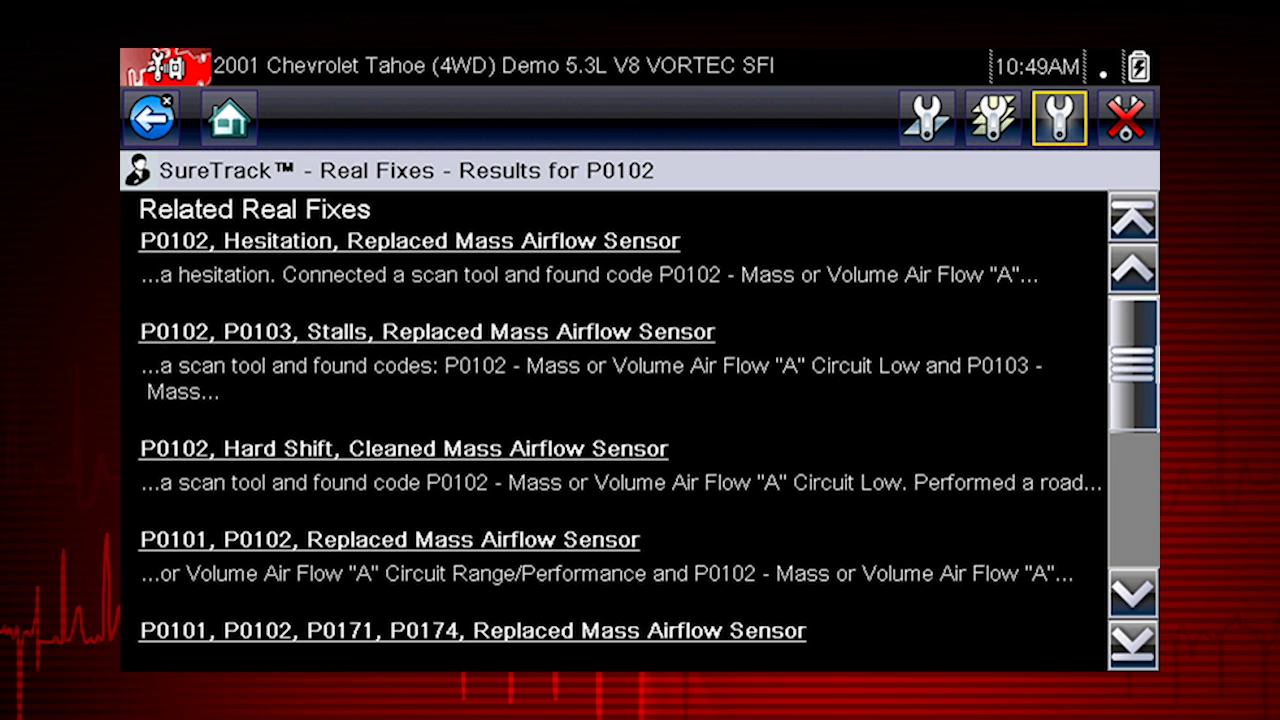 2001 Chevrolet Tahoe (4WD) Demo 5.3L V8 VORTEC SFI
10:49AM
SureTrack™ - Real Fixes - Results for P0102
Related Real Fixes
P0102, Hesitation, Replaced Mass Airflow Sensor
...a hesitation. Connected a scan tool and found code P0102 - Mass or Volume Air Flow "A"...
P0102, P0103, Stalls, Replaced Mass Airflow Sensor
...a scan tool and found codes: P0102 - Mass or Volume Air Flow "A" Circuit Low and P0103 -
Mass...
P0102, Hard Shift, Cleaned Mass Airflow Sensor
...a scan tool and found code P0102 - Mass or Volume Air Flow "A" Circuit Low. Performed a road...
P0101, P0102, Replaced Mass Airflow Sensor
...or Volume Air Flow "A" Circuit Range/Performance and P0102 - Mass or Volume Air Flow "A"...
P0101, P0102, P0171, P0174, Replaced Mass Airflow Sensor